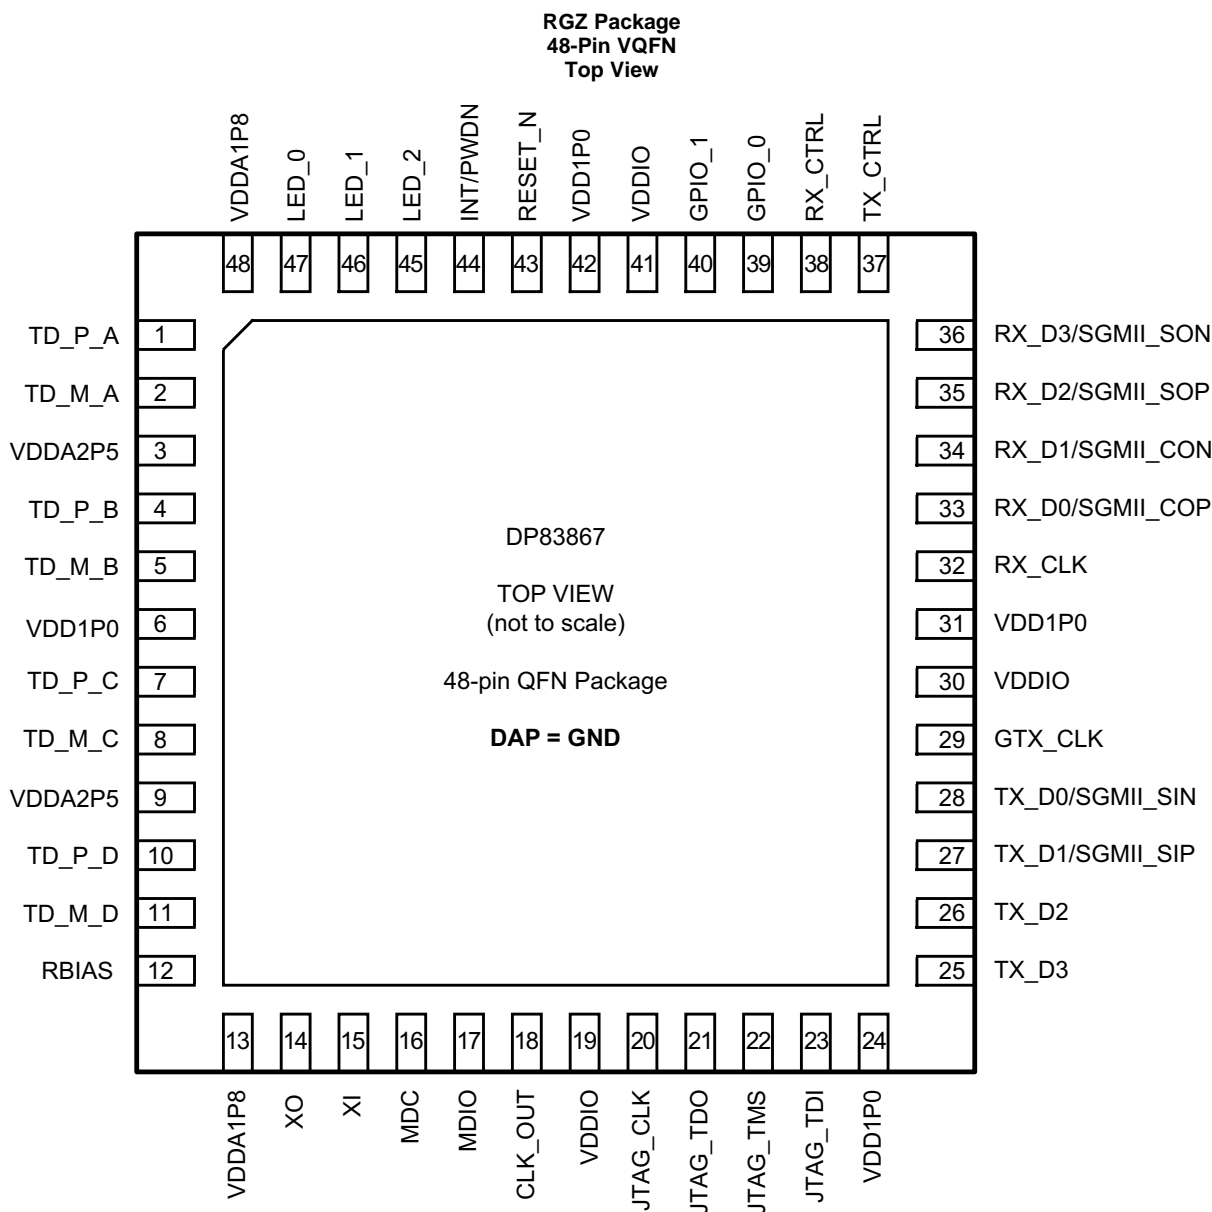 RGZ Package
48-Pin VQFN
Top View
VDDA1P8
LED_0
LED_1
LED_2
INT/PWDN
RESET_N
VDD1P0
VDDIO
GPIO_1
GPIO_0
RX_CTRL
TX_CTRL
48
47
46
45
44
43
42
41
40
39
38
37
TD_P_A 1
TD_M_A 2
VDDA2P5 3
TD_P_B 4
TD_M_B 5
VDD1P0 6
TD_P_C 7
TD_M_C 8
VDDA2P5 9
TD_P_D 10
TD_M_D 11
RBIAS 12
DP83867
TOP VIEW
(not to scale)
48-pin QFN Package
DAP = GND
36 RX_D3/SGMII_SON
35 RX_D2/SGMII_SOP
34 RX_D1/SGMII_CON
33 RX_D0/SGMII_COP
32 RX_CLK
31 VDD1P0
30 VDDIO
29 GTX_CLK
28 TX_D0/SGMII_SIN
27 TX_D1/SGMII_SIP
26 TX_D2
25 TX_D3
13
14
15
16
17
18
19
20
21
22
23
24
VDDA1P8
XO
XI
MDC
MDIO
CLK_OUT
VDDIO
JTAG_CLK
JTAG_TDO
JTAG_TMS
JTAG_TDI
VDD1P0